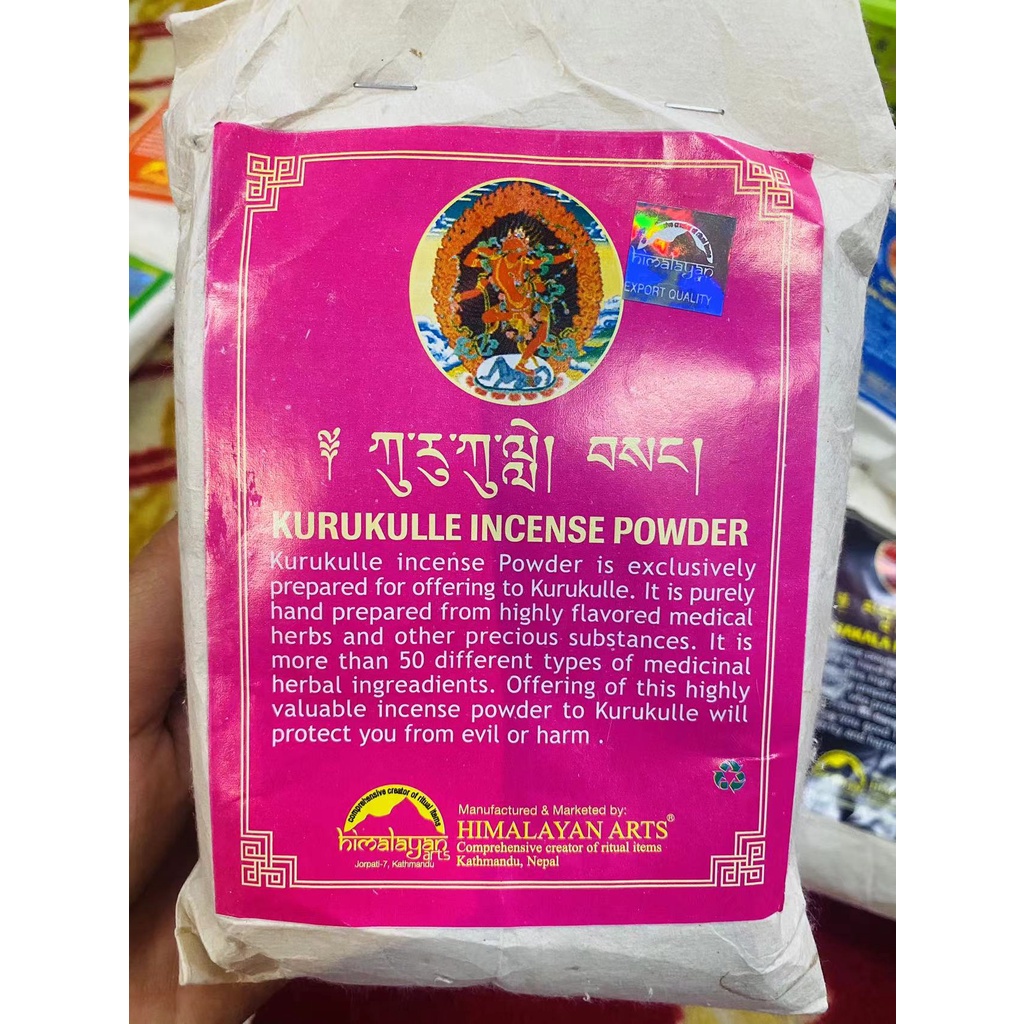 himalayan
EXPORT QUALITY
༈ ཀུ་རུ་ཀུ་ལླེ། བསང་།
KURUKULLE INCENSE POWDER
Kurukulle incense Powder is exclusively
prepared for offering to Kurukulle. It is purely
hand prepared from highly flavored medical
herbs and other precious substances. It is
more than 50 different types of medicinal
herbal ingreadients. Offering of this highly
valuable incense powder to Kurukulle will
protect you from evil or harm .
comprehensive creator of ritual items
himalayan
arts
Jorpati-7, Kathmandu
Manufactured & Marketed by:
HIMALAYAN ARTS®
Comprehensive creator of ritual items
Kathmandu, Nepal